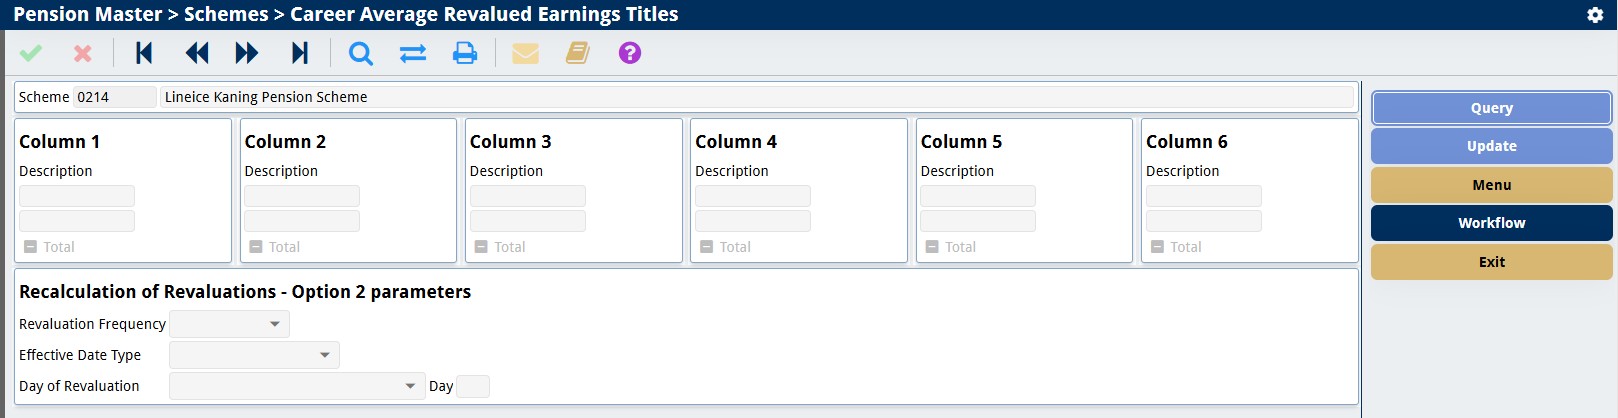 Pension Master > Schemes > Career Average Revalued Earnings Titles
?
Scheme 0214 Lineice Kaning Pension Scheme
Column 1 Column 2 Column 3 Column 4 Column 5 Column 6
Description Description Description Description Description Description
Total Total Total Total Total Total
Recalculation of Revaluations - Option 2 parameters
Revaluation Frequency
Effective Date Type
Day of Revaluation Day
Query
Update
Menu
Workflow
Exit